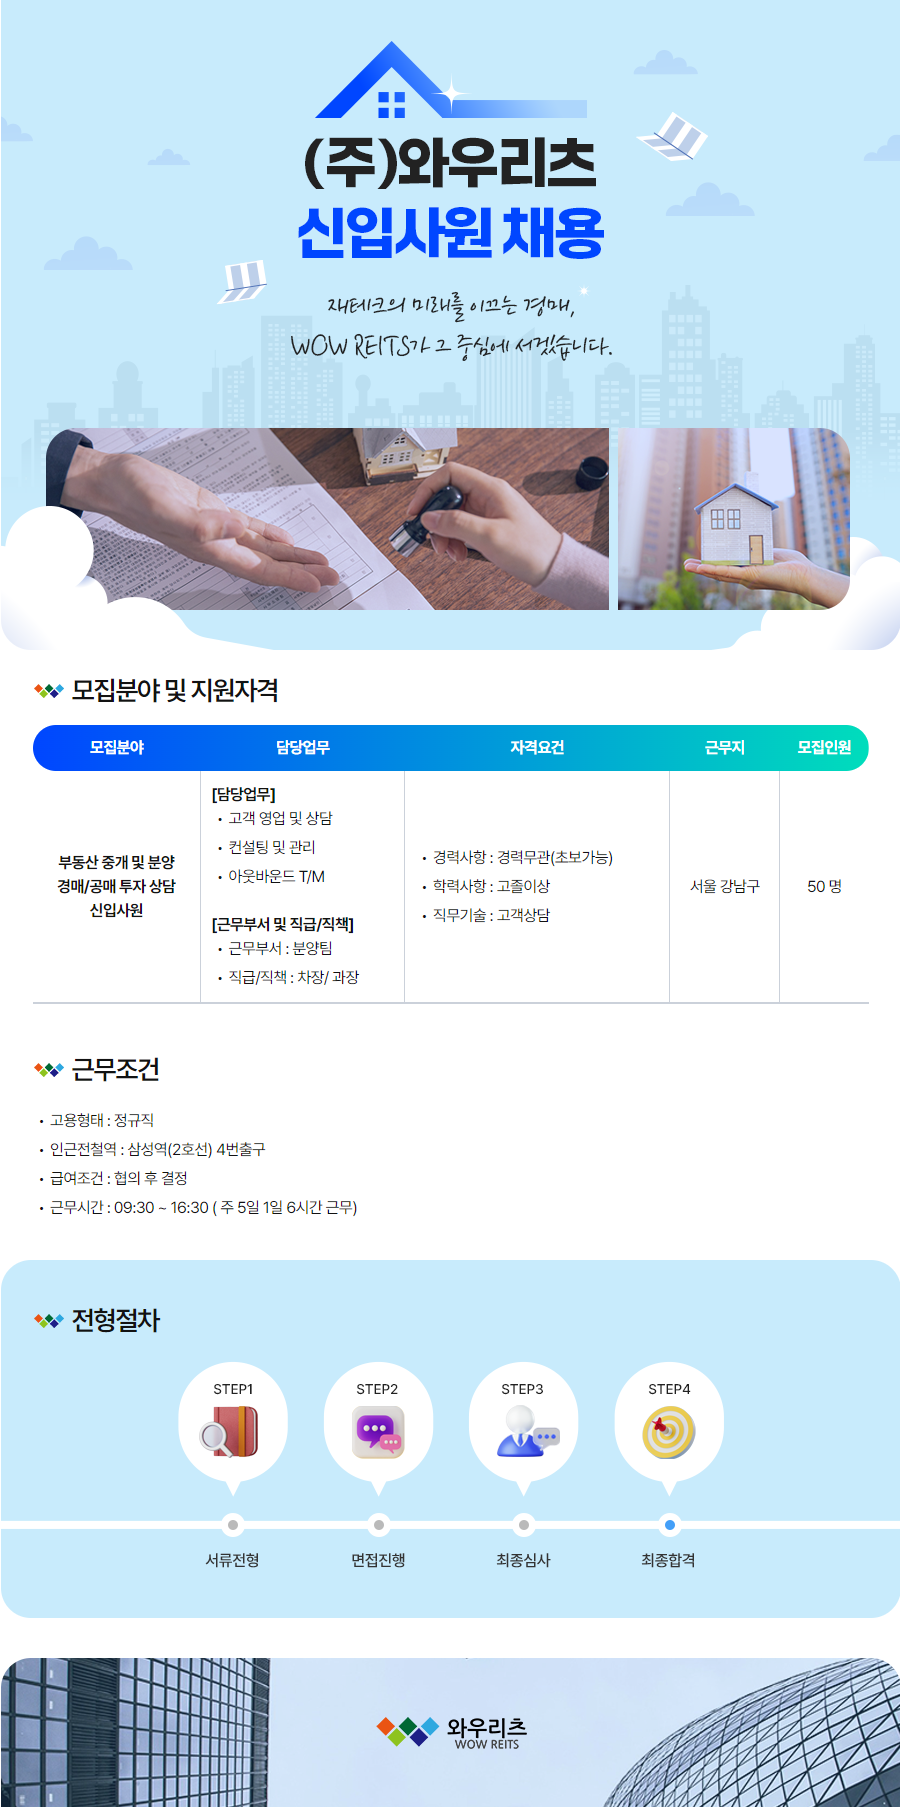 (주)와우리츠
신입사원 채용
재테크의 미래를 이끄는 경매,
WOW REITS가 그 중심에 서겠습니다.
모집분야 및 지원자격
모집분야 담당업무 자격요건 근무지 모집인원
부동산 중개 및 분양
경매/공매 투자 상담
신입사원
[담당업무]
• 고객 영업 및 상담
• 컨설팅 및 관리
• 아웃바운드 T/M
[근무부서 및 직급/직책]
• 근무부서 : 분양팀
• 직급/직책 : 차장/ 과장
• 경력사항 : 경력무관(초보가능)
• 학력사항 : 고졸이상
• 직무기술 : 고객상담
서울 강남구
50 명
근무조건
• 고용형태 : 정규직
• 인근전철역 : 삼성역(2호선) 4번출구
• 급여조건 : 협의 후 결정
• 근무시간 : 09:30 ~ 16:30 ( 주 5일 1일 6시간 근무)
전형절차
STEP1 STEP2 STEP3 STEP4
서류전형 면접진행 최종심사 최종합격
와우리츠
WOW REITS